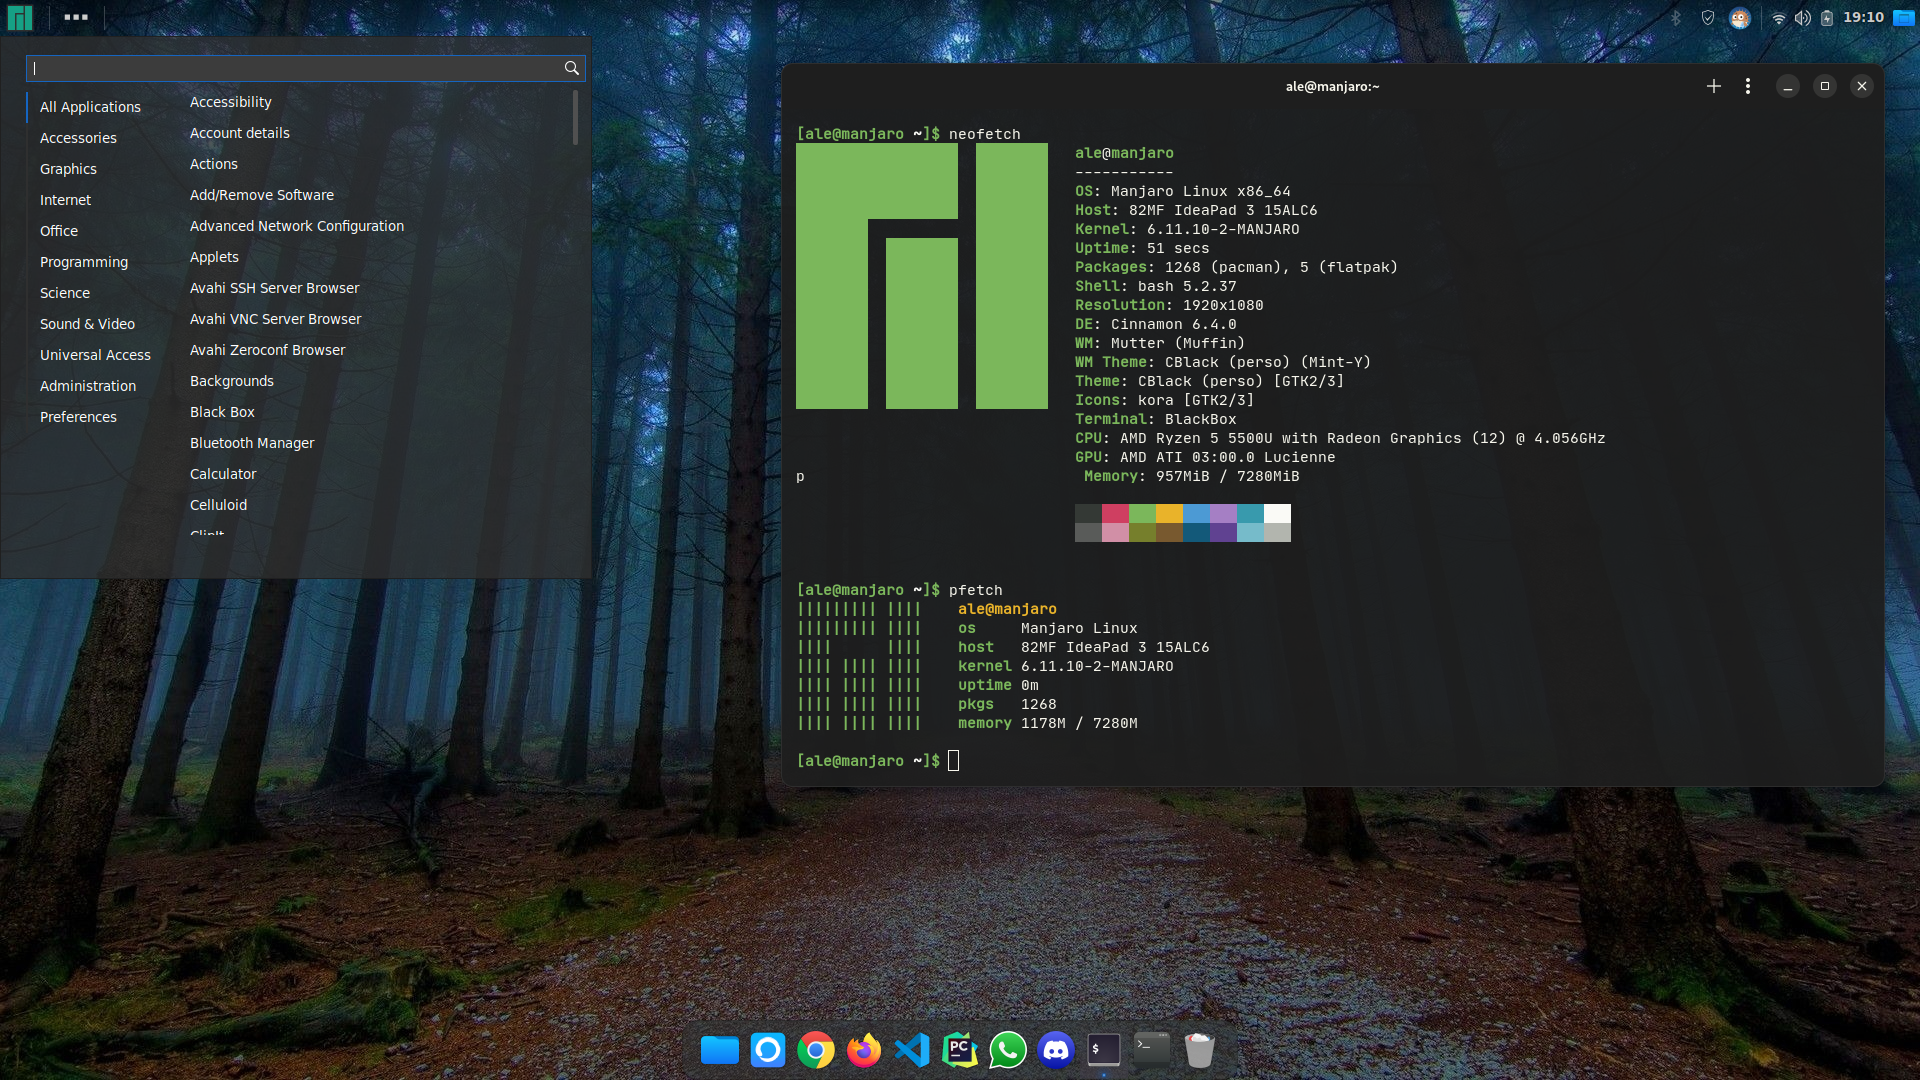 19:10
All Applications
Accessories
Graphics
Internet
Office
Programming
Science
Sound & Video
Universal Access
Administration
Preferences
Accessibility
Account details
Actions
Add/Remove Software
Advanced Network Configuration
Applets
Avahi SSH Server Browser
Avahi VNC Server Browser
Avahi Zeroconf Browser
Backgrounds
Black Box
Bluetooth Manager
Calculator
Celluloid
ClipIt
ale@manjaro:~
[ale@manjaro ~]$ neofetch
ale@manjaro
-----------
OS: Manjaro Linux x86_64
Host: 82MF IdeaPad 3 15ALC6
Kernel: 6.11.10-2-MANJARO
Uptime: 51 secs
Packages: 1268 (pacman), 5 (flatpak)
Shell: bash 5.2.37
Resolution: 1920x1080
DE: Cinnamon 6.4.0
WM: Mutter (Muffin)
WM Theme: CBlack (perso) (Mint-Y)
Theme: CBlack (perso) [GTK2/3]
Icons: kora [GTK2/3]
Terminal: BlackBox
CPU: AMD Ryzen 5 5500U with Radeon Graphics (12) @ 4.056GHz
GPU: AMD ATI 03:00.0 Lucienne
p Memory: 957MiB / 7280MiB
[ale@manjaro ~]$ pfetch
||||||||| |||| ale@manjaro
||||||||| |||| os Manjaro Linux
|||| |||| host 82MF IdeaPad 3 15ALC6
|||| |||| |||| kernel 6.11.10-2-MANJARO
|||| |||| |||| uptime 0m
|||| |||| |||| pkgs 1268
|||| |||| |||| memory 1178M / 7280M
[ale@manjaro ~]$
PC
$
>_